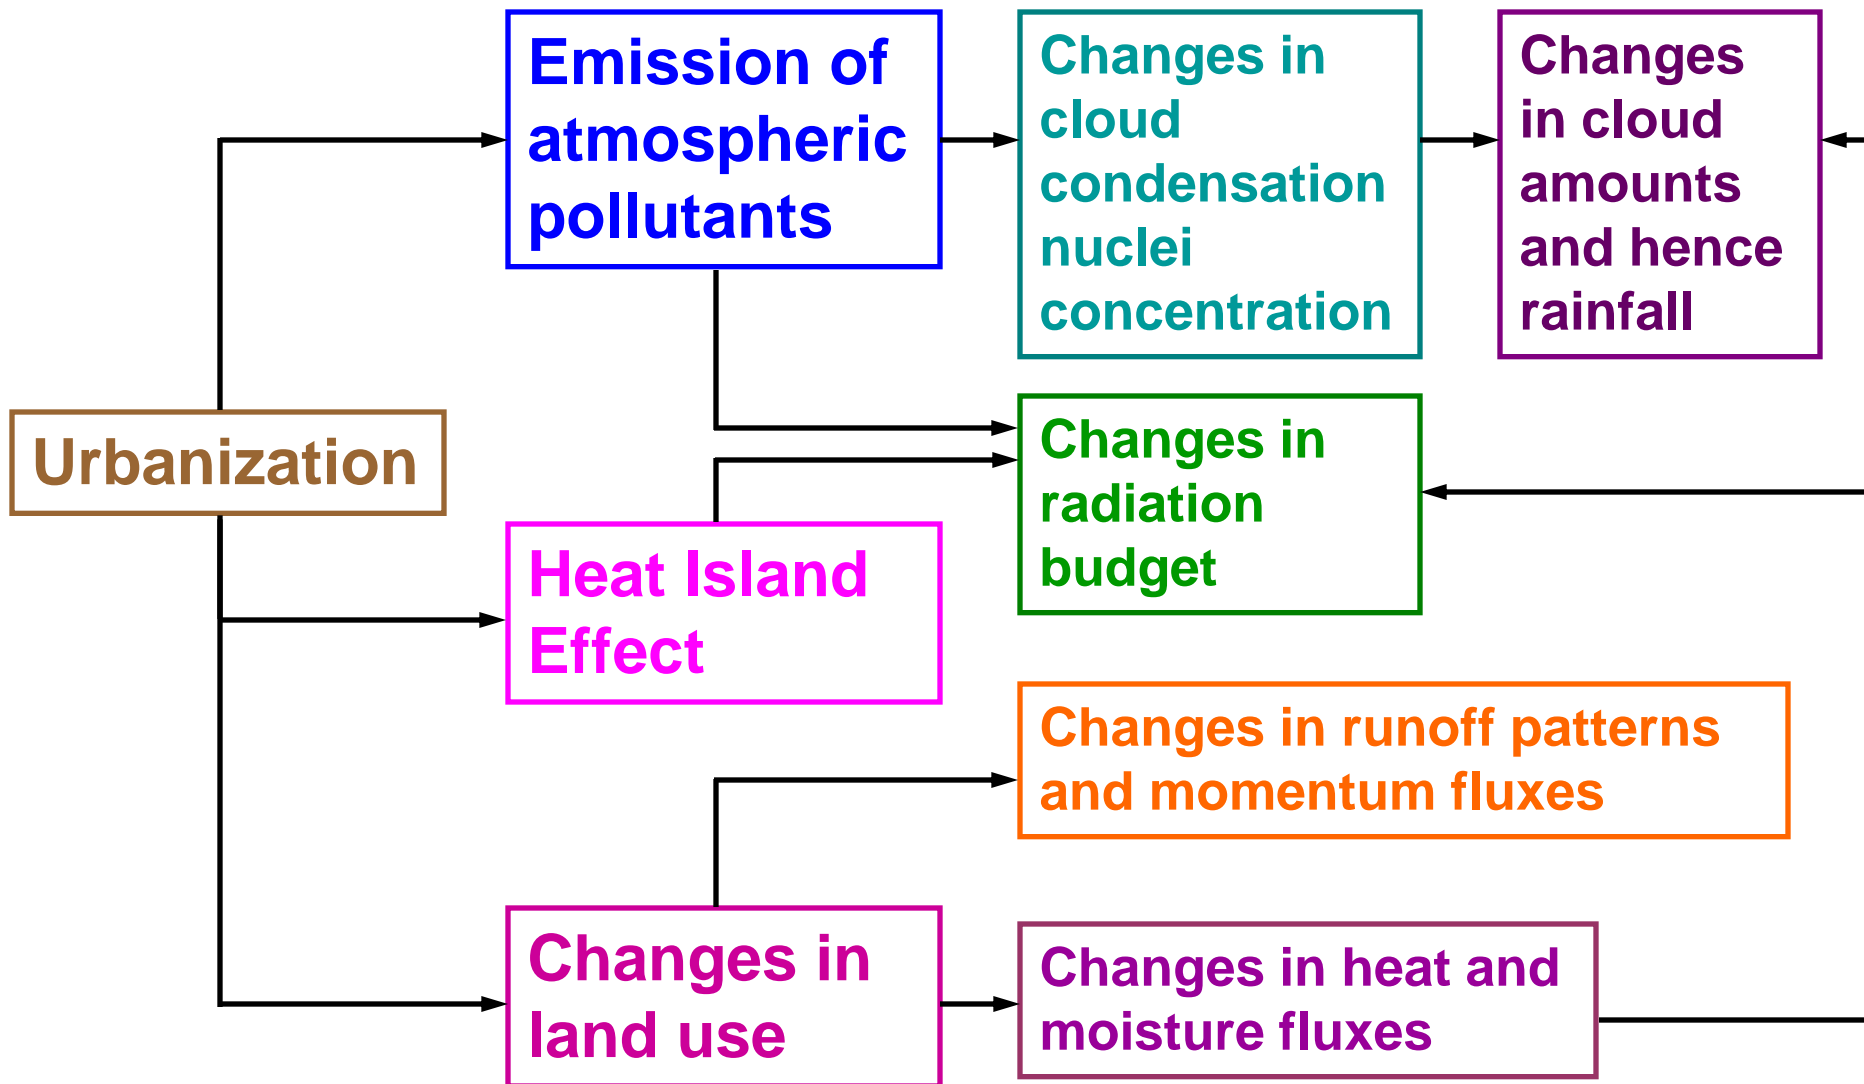 Emission of
atmospheric
pollutants
Changes in
cloud
condensation
nuclei
concentration
Changes
in cloud
amounts
and hence
rainfall
Urbanization
Changes in
radiation
budget
Heat Island
Effect
Changes in runoff patterns
and momentum fluxes
Changes in
land use
Changes in heat and
moisture fluxes